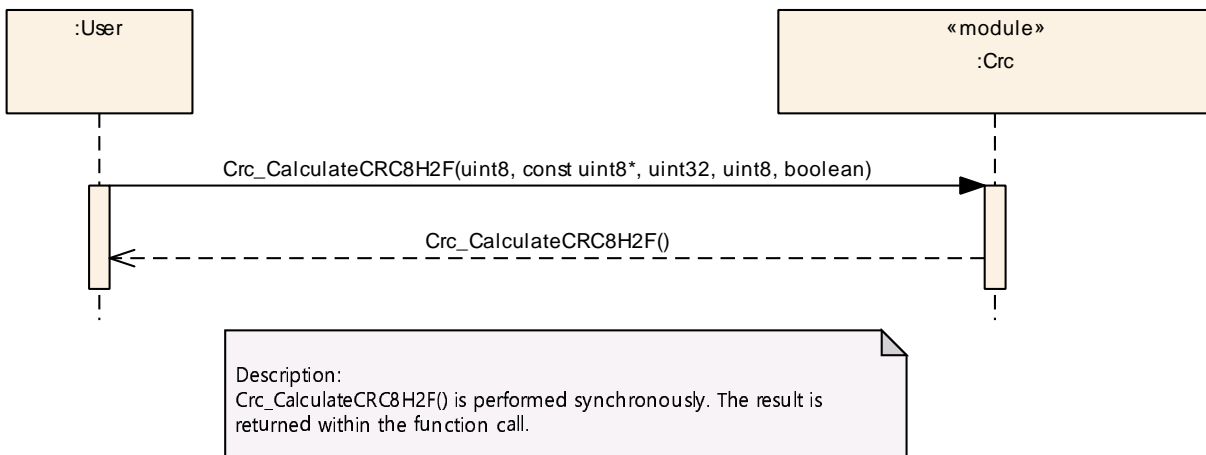 :User
«module»
:Crc
Crc_CalculateCRC8H2F(uint8, const uint8*, uint32, uint8, boolean)
Crc_CalculateCRC8H2F()
Description:
Crc_CalculateCRC8H2F() is performed synchronously. The result is
returned within the function call.